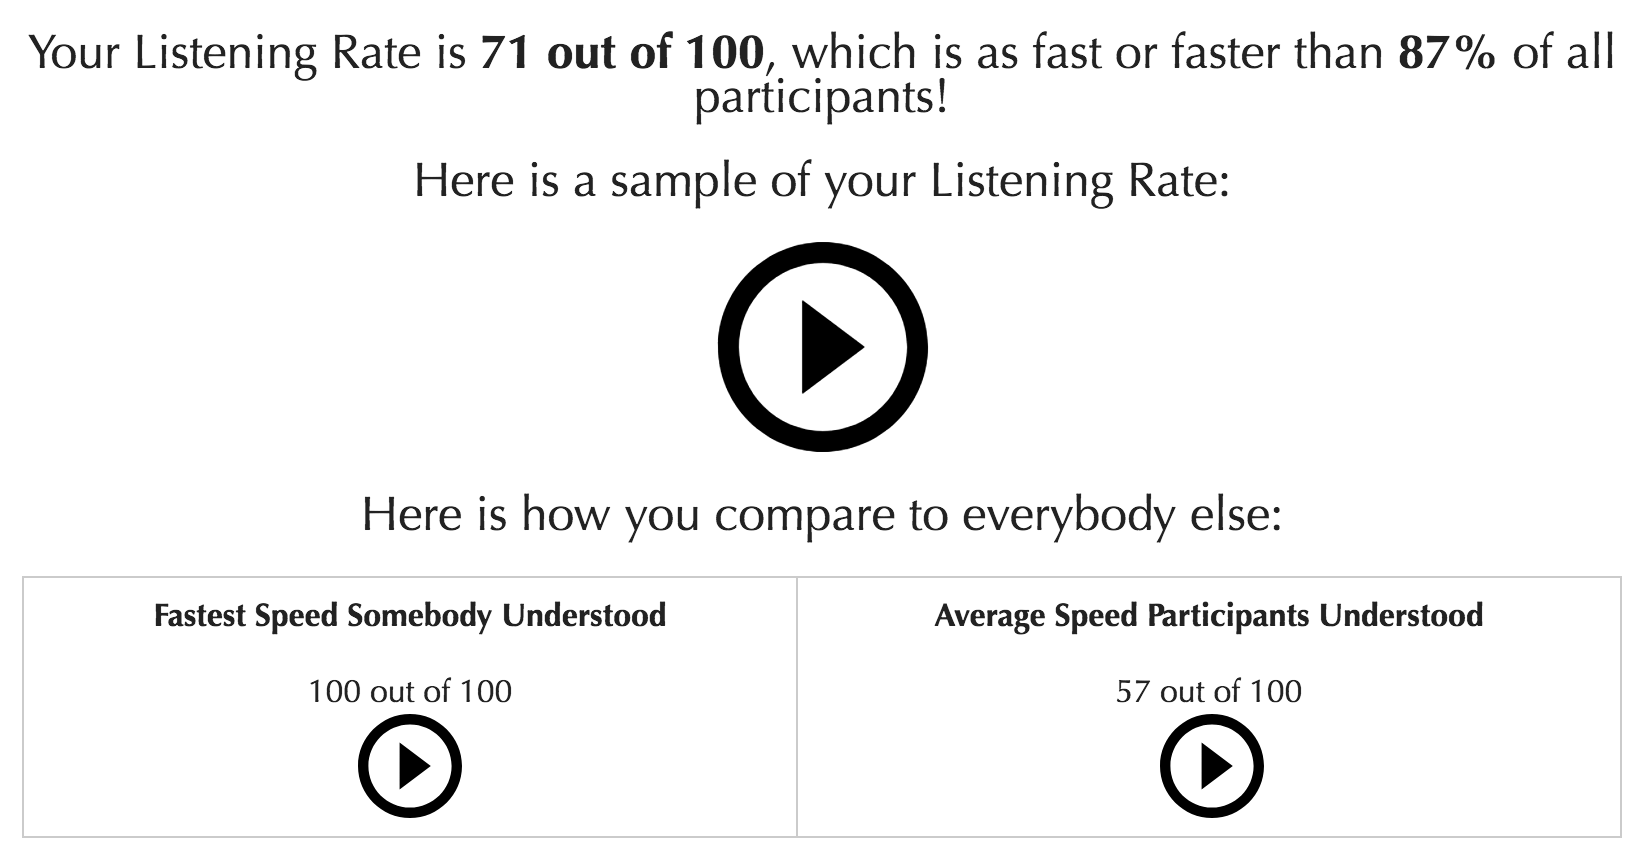 Your Listening Rate is 71 out of 100, which is as fast or faster than 87% of all
participants!
Here is a sample of your Listening Rate:
Here is how you compare to everybody else:
Fastest Speed Somebody Understood
100 out of 100
Average Speed Participants Understood
57 out of 100